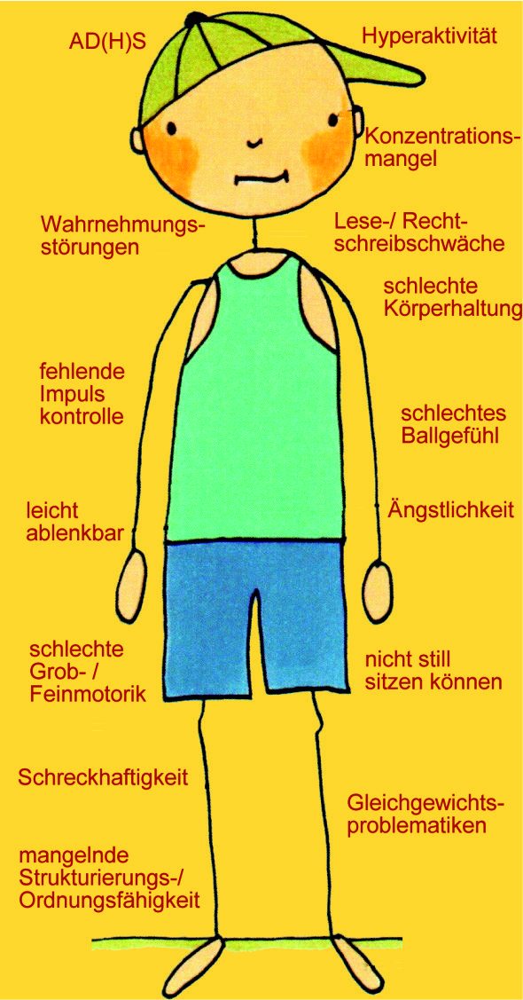 AD(H)S
Hyperaktivität
Konzentrations-
mangel
Wahrnehmungs-
störungen
Lese-/ Recht-
schreibschwäche
schlechte
Körperhaltung
fehlende
Impuls
kontrolle
schlechtes
Ballgefühl
leicht
ablenkbar
Ängstlichkeit
schlechte
Grob- /
Feinmotorik
nicht still
sitzen können
Schreckhaftigkeit
Gleichgewichts-
problematiken
mangelnde
Strukturierungs-/
Ordnungsfähigkeit